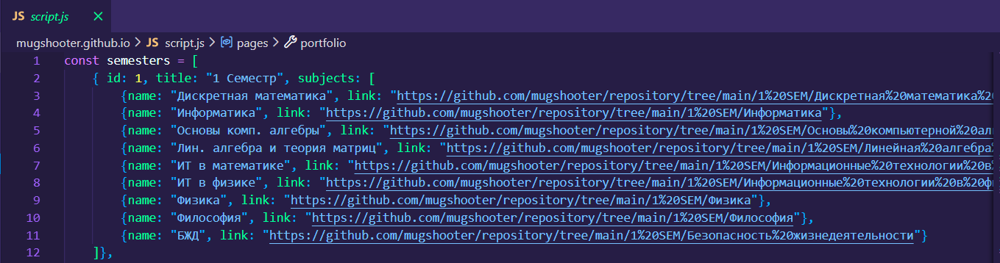 JS script.js ×
mugshooter.github.io > JS script.js > pages > portfolio
1 const semesters = [
2 { id: 1, title: "1 Семестр", subjects: [
3 {name: "Дискретная математика", link: "https://github.com/mugshooter/repository/tree/main/1%20SEM/Дискретная%20математика%20
4 {name: "Информатика", link: "https://github.com/mugshooter/repository/tree/main/1%20SEM/Информатика"},
5 {name: "Основы комп. алгебры", link: "https://github.com/mugshooter/repository/tree/main/1%20SEM/Основы%20компьютерной%20ал
6 {name: "Лин. алгебра и теория матриц", link: "https://github.com/mugshooter/repository/tree/main/1%20SEM/Линейная%20алгебра%
7 {name: "ИТ в математике", link: "https://github.com/mugshooter/repository/tree/main/1%20SEM/Информационные%20технологии%20в%
8 {name: "ИТ в физике", link: "https://github.com/mugshooter/repository/tree/main/1%20SEM/Информационные%20технологии%20в%20ф
9 {name: "Физика", link: "https://github.com/mugshooter/repository/tree/main/1%20SEM/Физика"},
10 {name: "Философия", link: "https://github.com/mugshooter/repository/tree/main/1%20SEM/Философия"},
11 {name: "БЖД", link: "https://github.com/mugshooter/repository/tree/main/1%20SEM/Безопасность%20жизнедеятельности"}
12 ]},